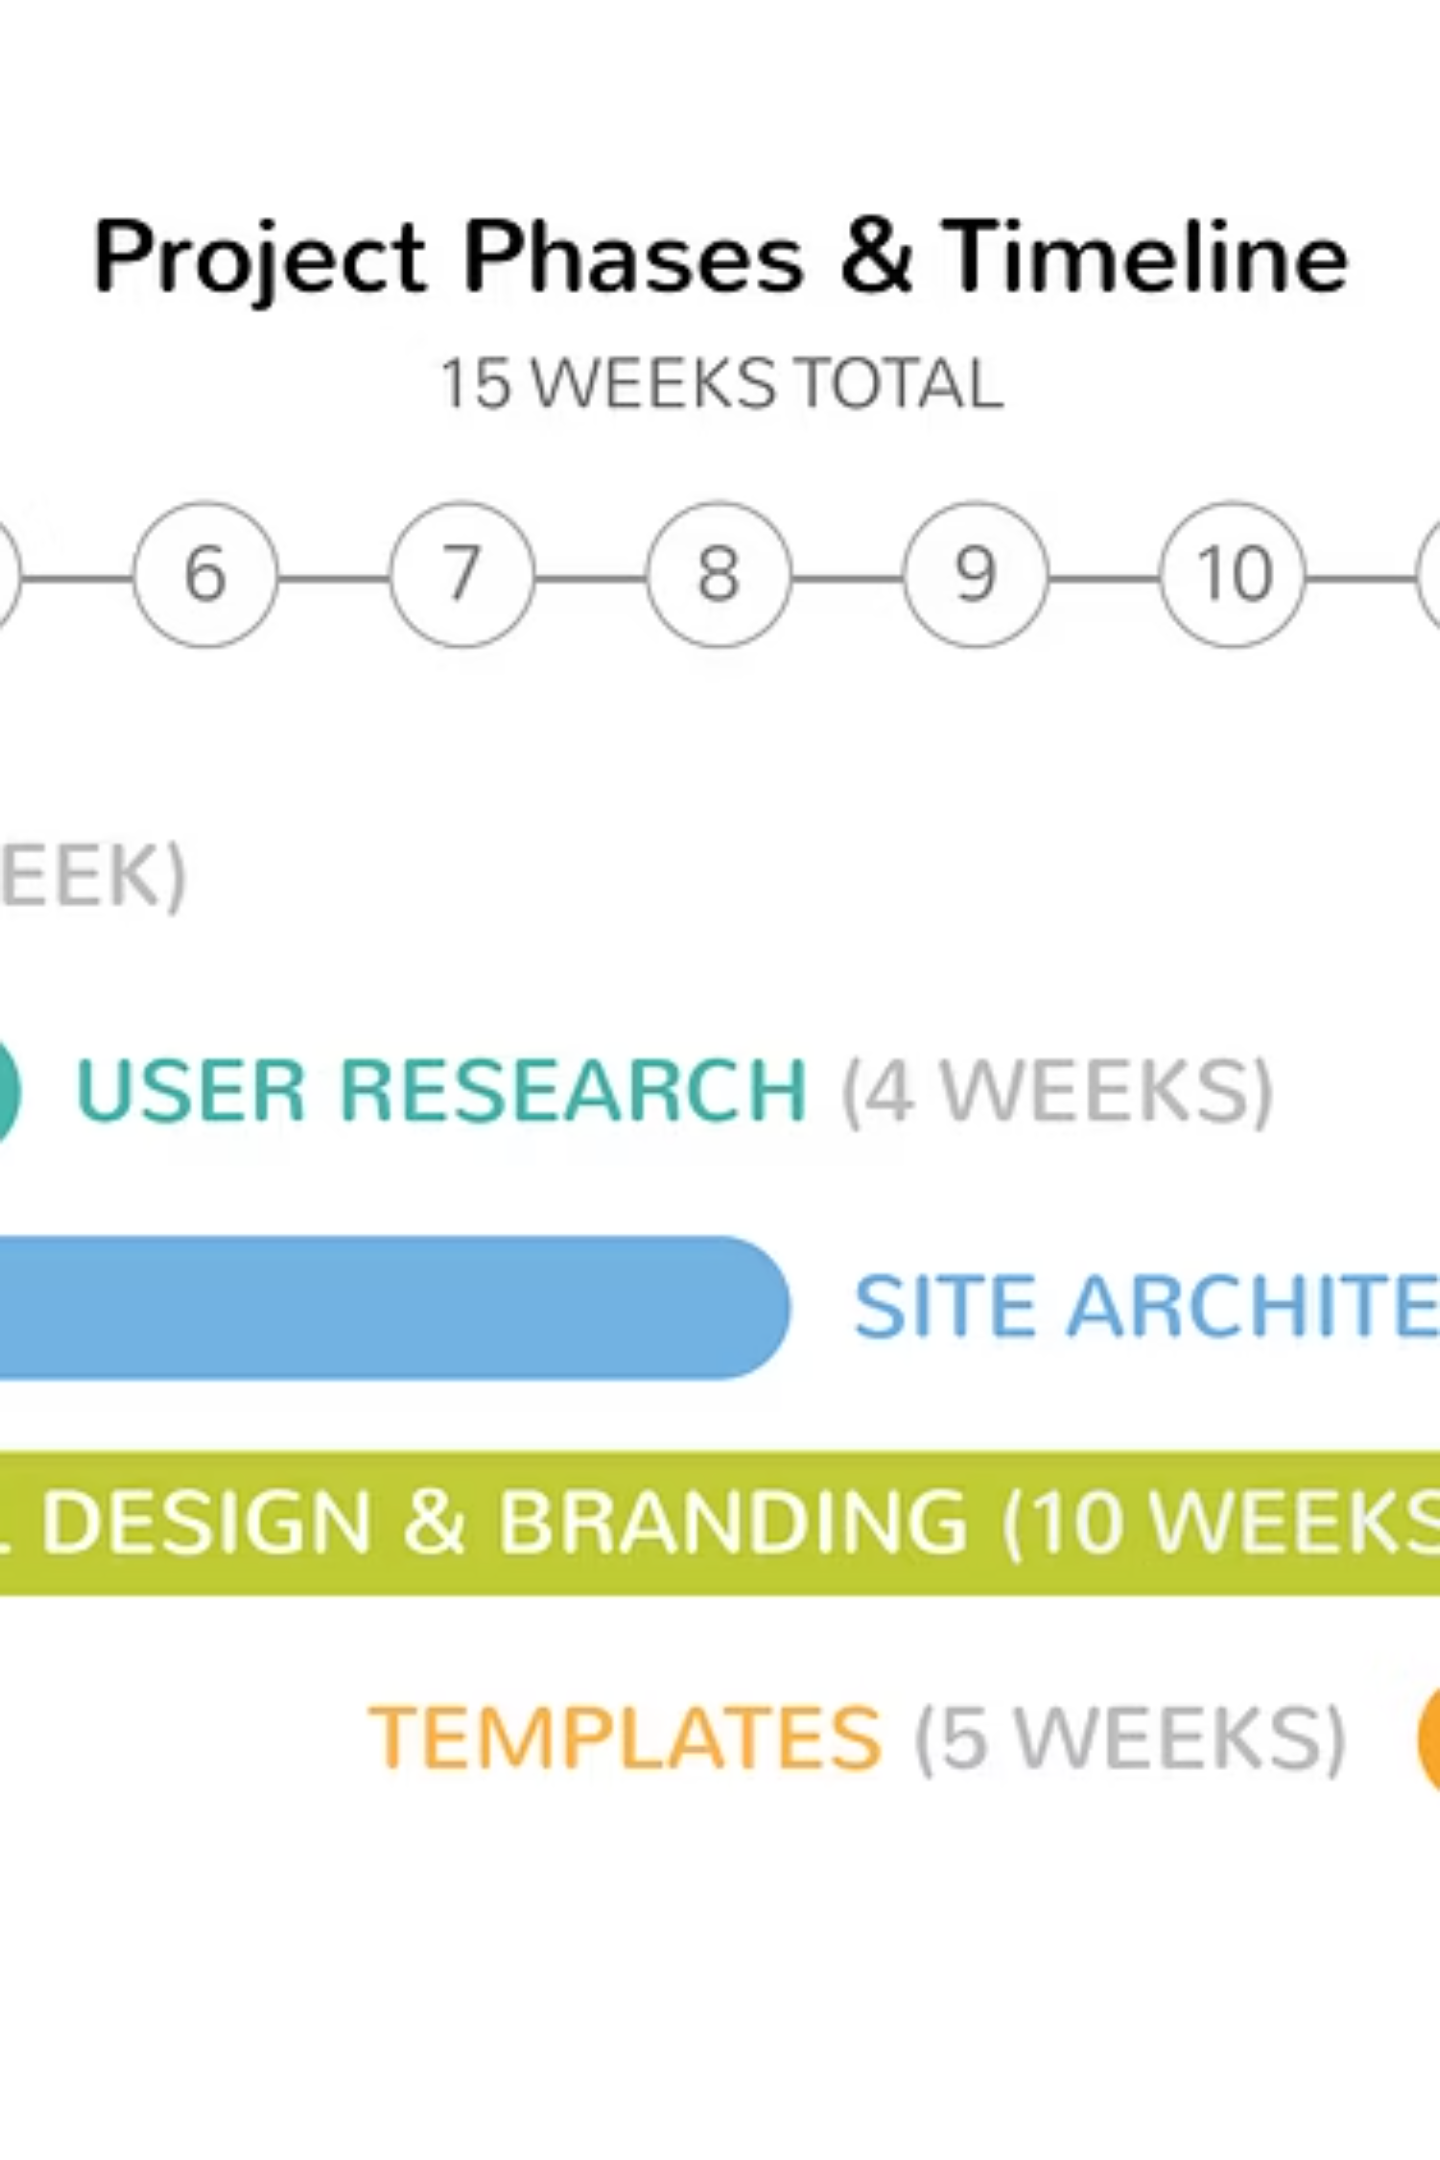 Project Phases & Timeline
15 WEEKS TOTAL
6 7 8 9 10
EEK)
USER RESEARCH (4 WEEKS)
SITE ARCHITE
DESIGN & BRANDING (10 WEEKS
TEMPLATES (5 WEEKS)